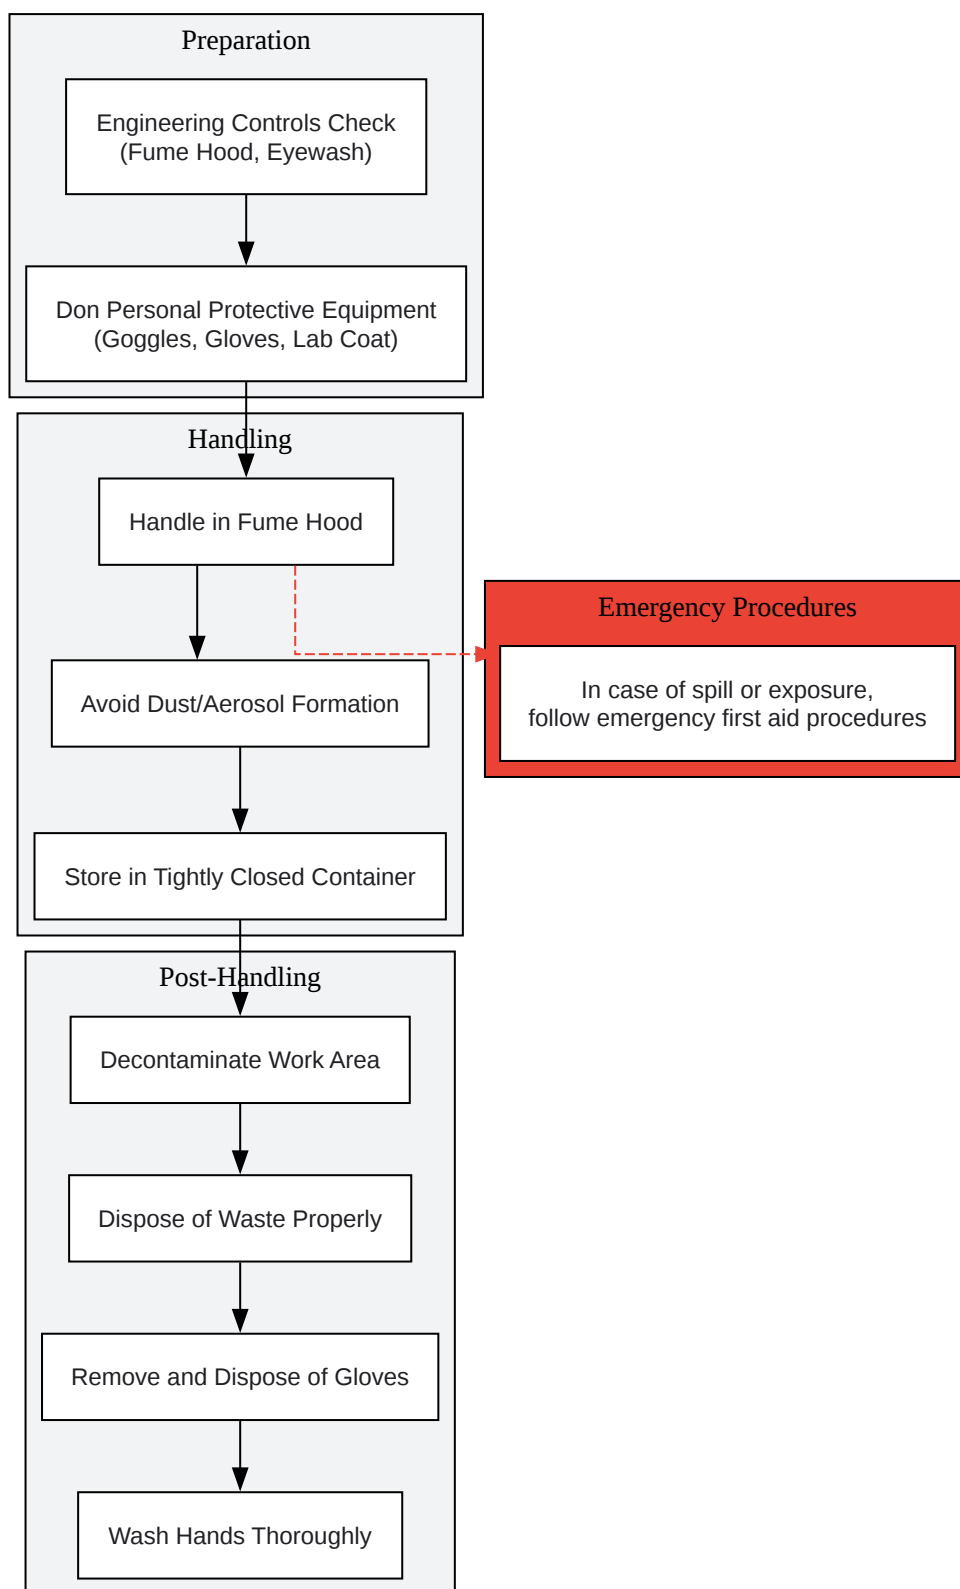 Preparation
Engineering Controls Check
(Fume Hood, Eyewash)
Don Personal Protective Equipment
(Goggles, Gloves, Lab Coat)
Handling
Handle in Fume Hood
Emergency Procedures
In case of spill or exposure,
follow emergency first aid procedures
Avoid Dust/Aerosol Formation
Store in Tightly Closed Container
Post-Handling
Decontaminate Work Area
Dispose of Waste Properly
Remove and Dispose of Gloves
Wash Hands Thoroughly